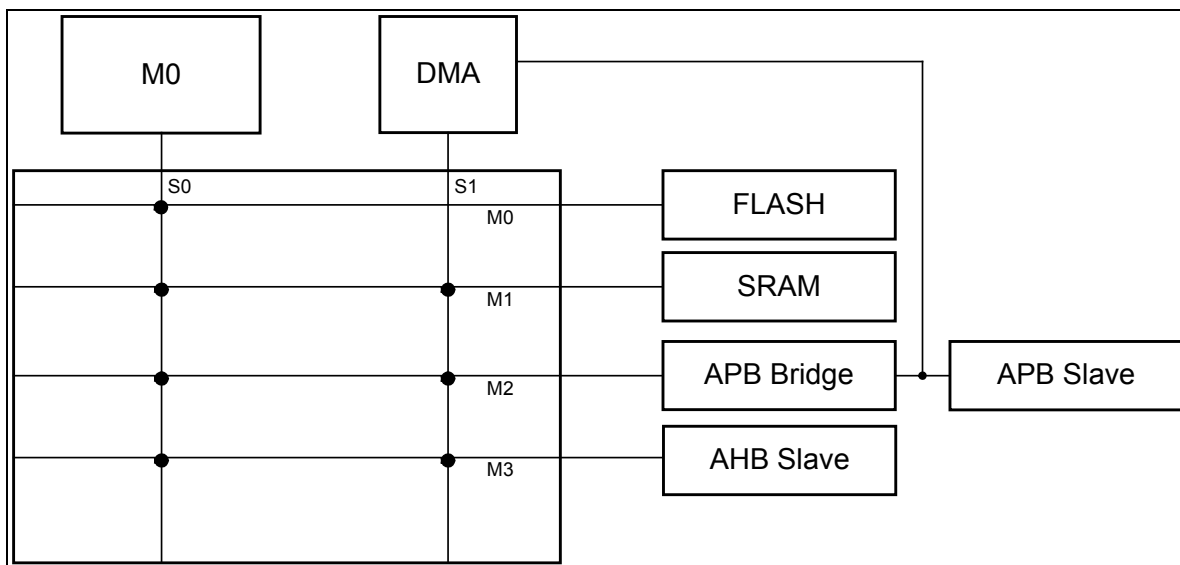 M0
DMA
S0
S1
M0
FLASH
M1
SRAM
M2
APB Bridge
APB Slave
M3
AHB Slave